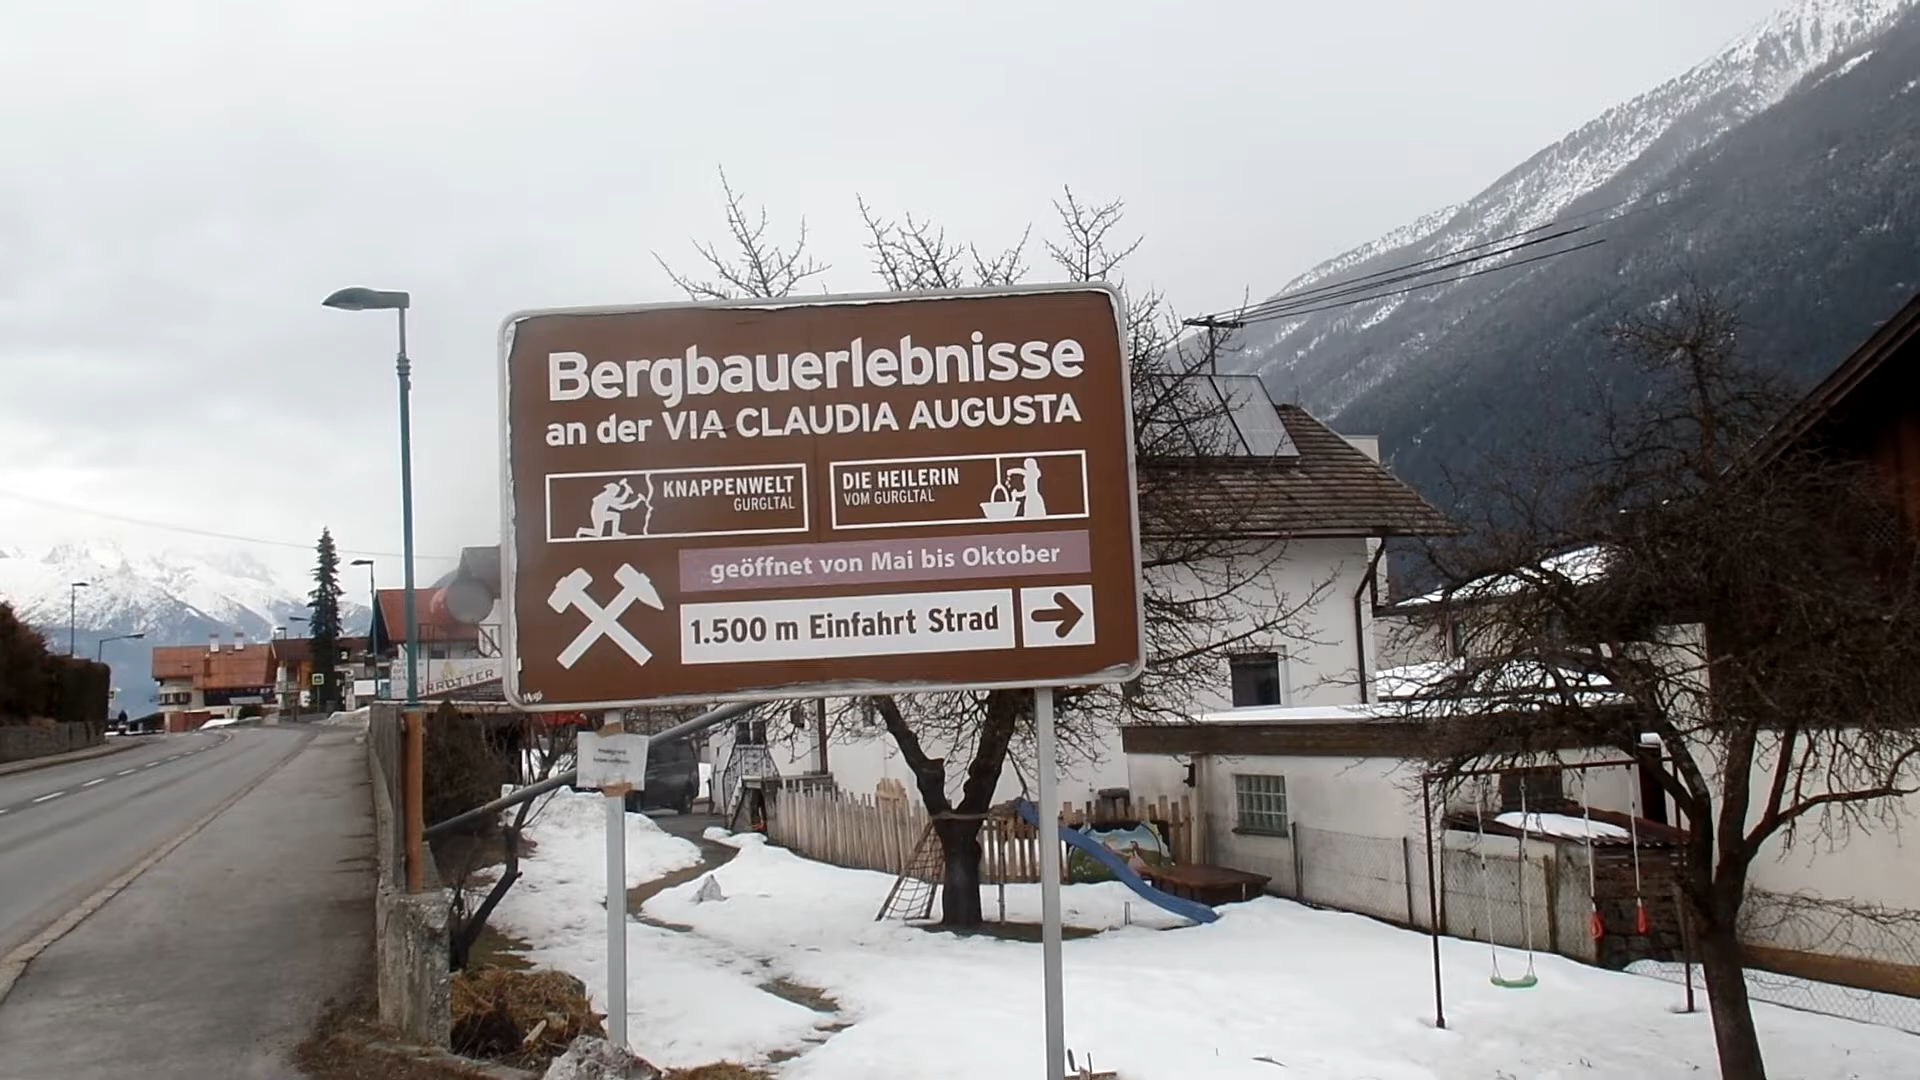 Bergbauerlebnisse
an der VIA CLAUDIA AUGUSTA
KNAPPENWELT
GURGLTAL
DIE HEILERIN
VOM GURGLTAL
geöffnet von Mai bis Oktober
1.500 m Einfahrt Strad